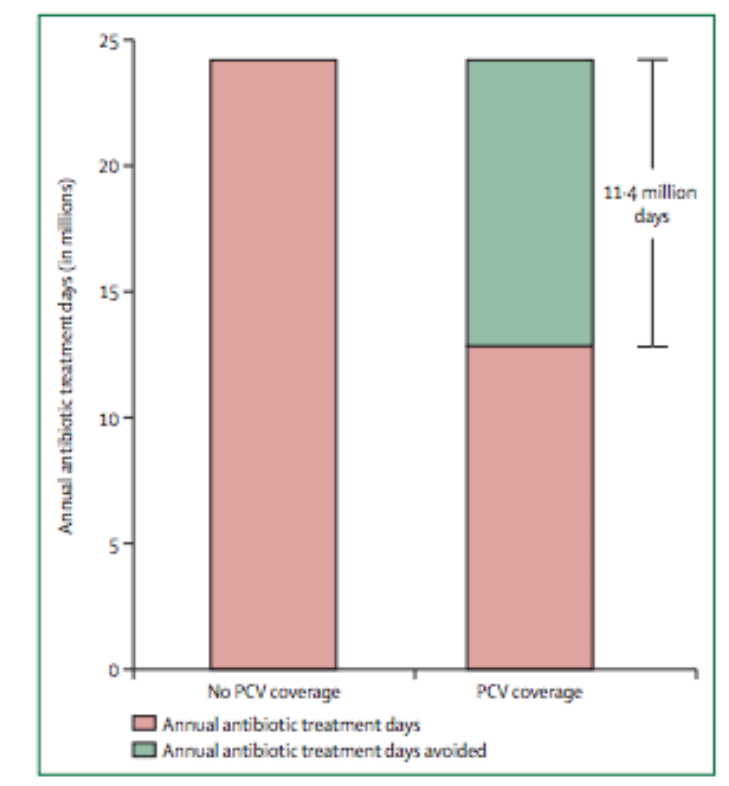 25
20
15
10
5
0
Annual antibiotic treatment days (in millions)
11·4 million
days
No PCV coverage
PCV coverage
Annual antibiotic treatment days
Annual antibiotic treatment days avoided